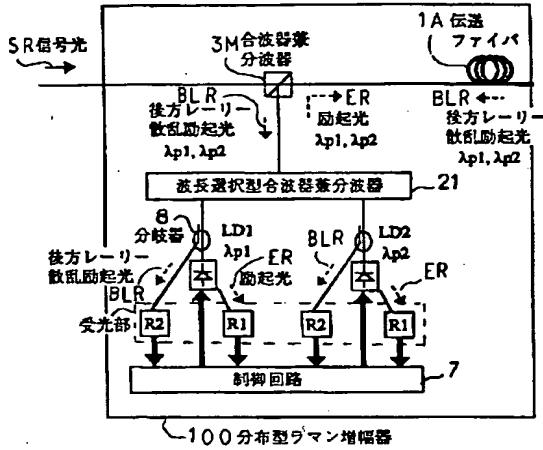 SR信号光
3M合波器兼
分波器
1A 伝送
ファイバ
BLR
後方レーリー
散乱励起光
λp1, λp2
ER
励起光
λp1, λp2
BLR
後方レーリー
散乱励起光
λp1, λp2
波長選択型合波器兼分波器
21
8
分岐器
LD1
λp1
BLR
LD2
λp2
後方レーリー
散乱励起光
BLR
ER
励起光
ER
受光部
R2
R1
R2
R1
制御回路
7
100分布型ラマン増幅器